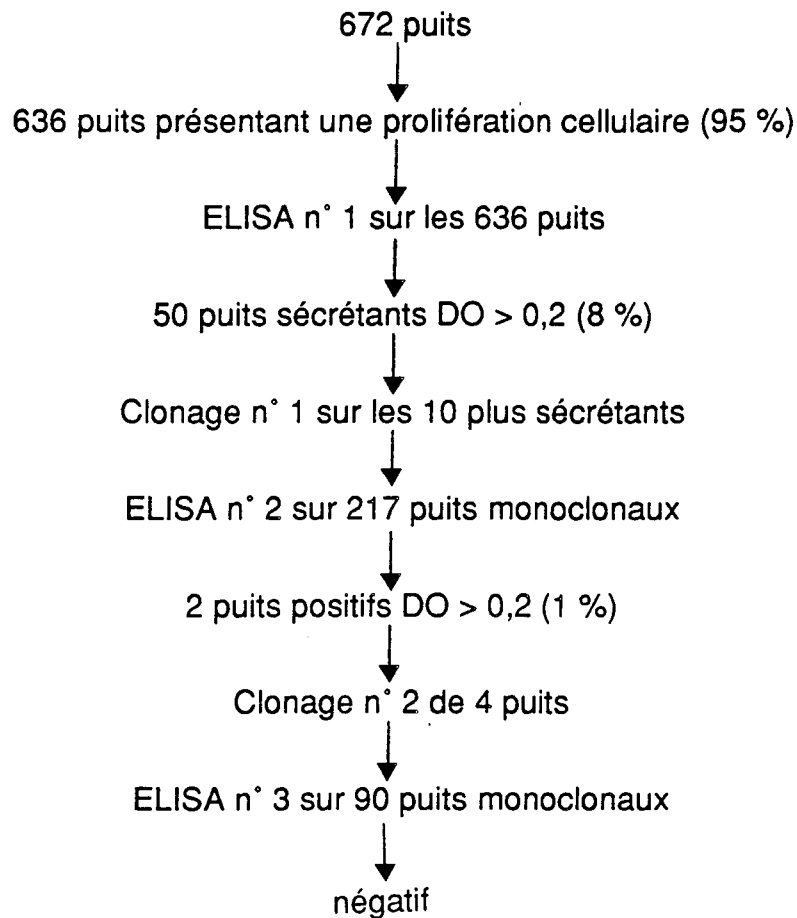 672 puits
636 puits présentant une prolifération cellulaire (95 %)
ELISA n° 1 sur les 636 puits
50 puits sécrétants DO > 0,2 (8 %)
Clonage n° 1 sur les 10 plus sécrétants
ELISA n° 2 sur 217 puits monoclonaux
2 puits positifs DO > 0,2 (1 %)
Clonage n° 2 de 4 puits
ELISA n° 3 sur 90 puits monoclonaux
négatif